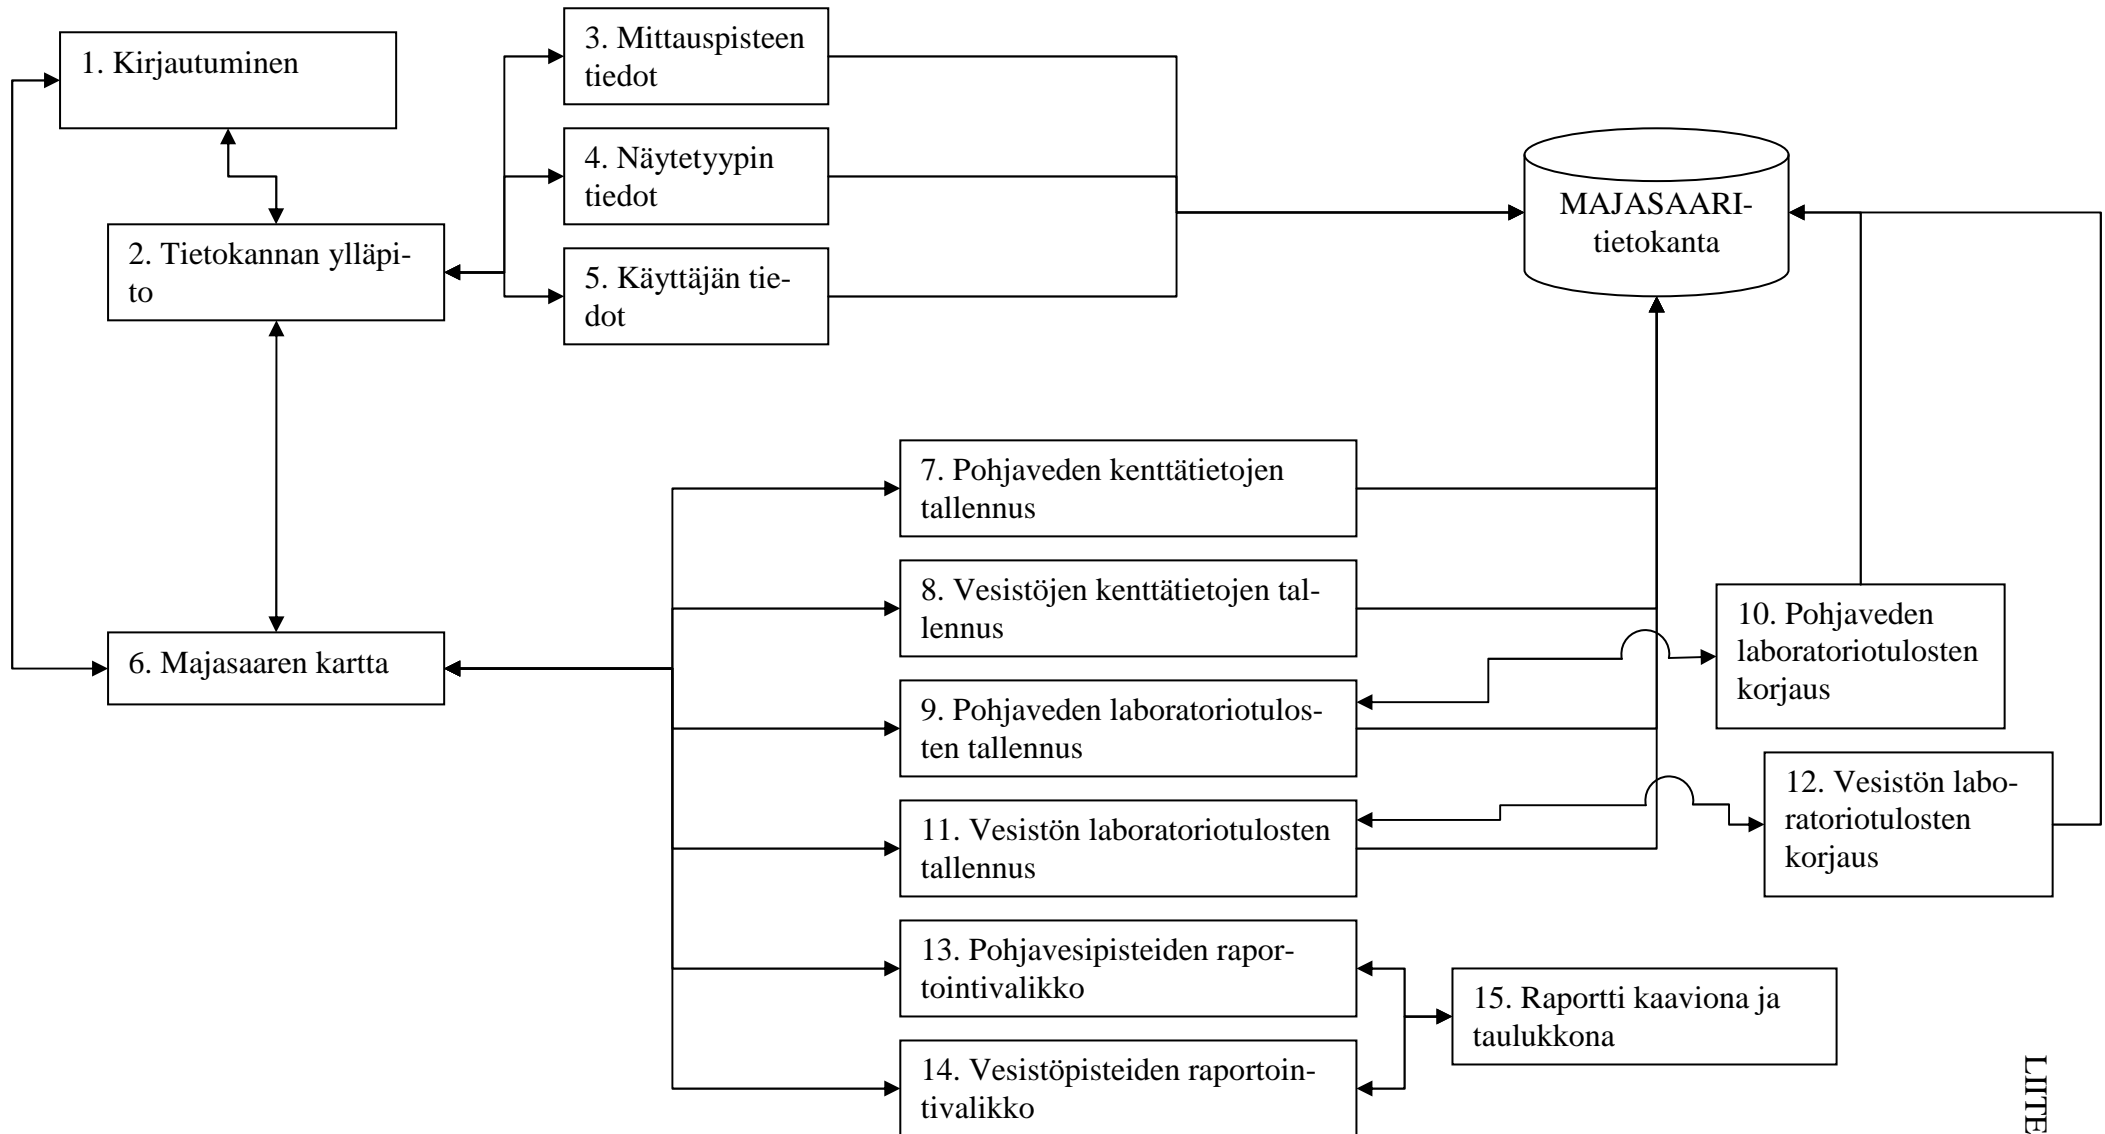 1. Kirjautuminen
2. Tietokannan ylläpi-
to
3. Mittauspisteen
tiedot
4. Näytetyypin
tiedot
5. Käyttäjän tie-
dot
MAJASAARI-
tietokanta
6. Majasaaren kartta
7. Pohjaveden kenttätietojen
tallennus
8. Vesistöjen kenttätietojen tal-
lennus
9. Pohjaveden laboratoriotulos-
ten tallennus
10. Pohjaveden
laboratoriotulosten
korjaus
11. Vesistön laboratoriotulosten
tallennus
12. Vesistön labo-
ratoriotulosten
korjaus
13. Pohjavesipisteiden rapor-
tointivalikko
14. Vesistöpisteiden raportoin-
tivalikko
15. Raportti kaaviona ja
taulukkona
LIITE